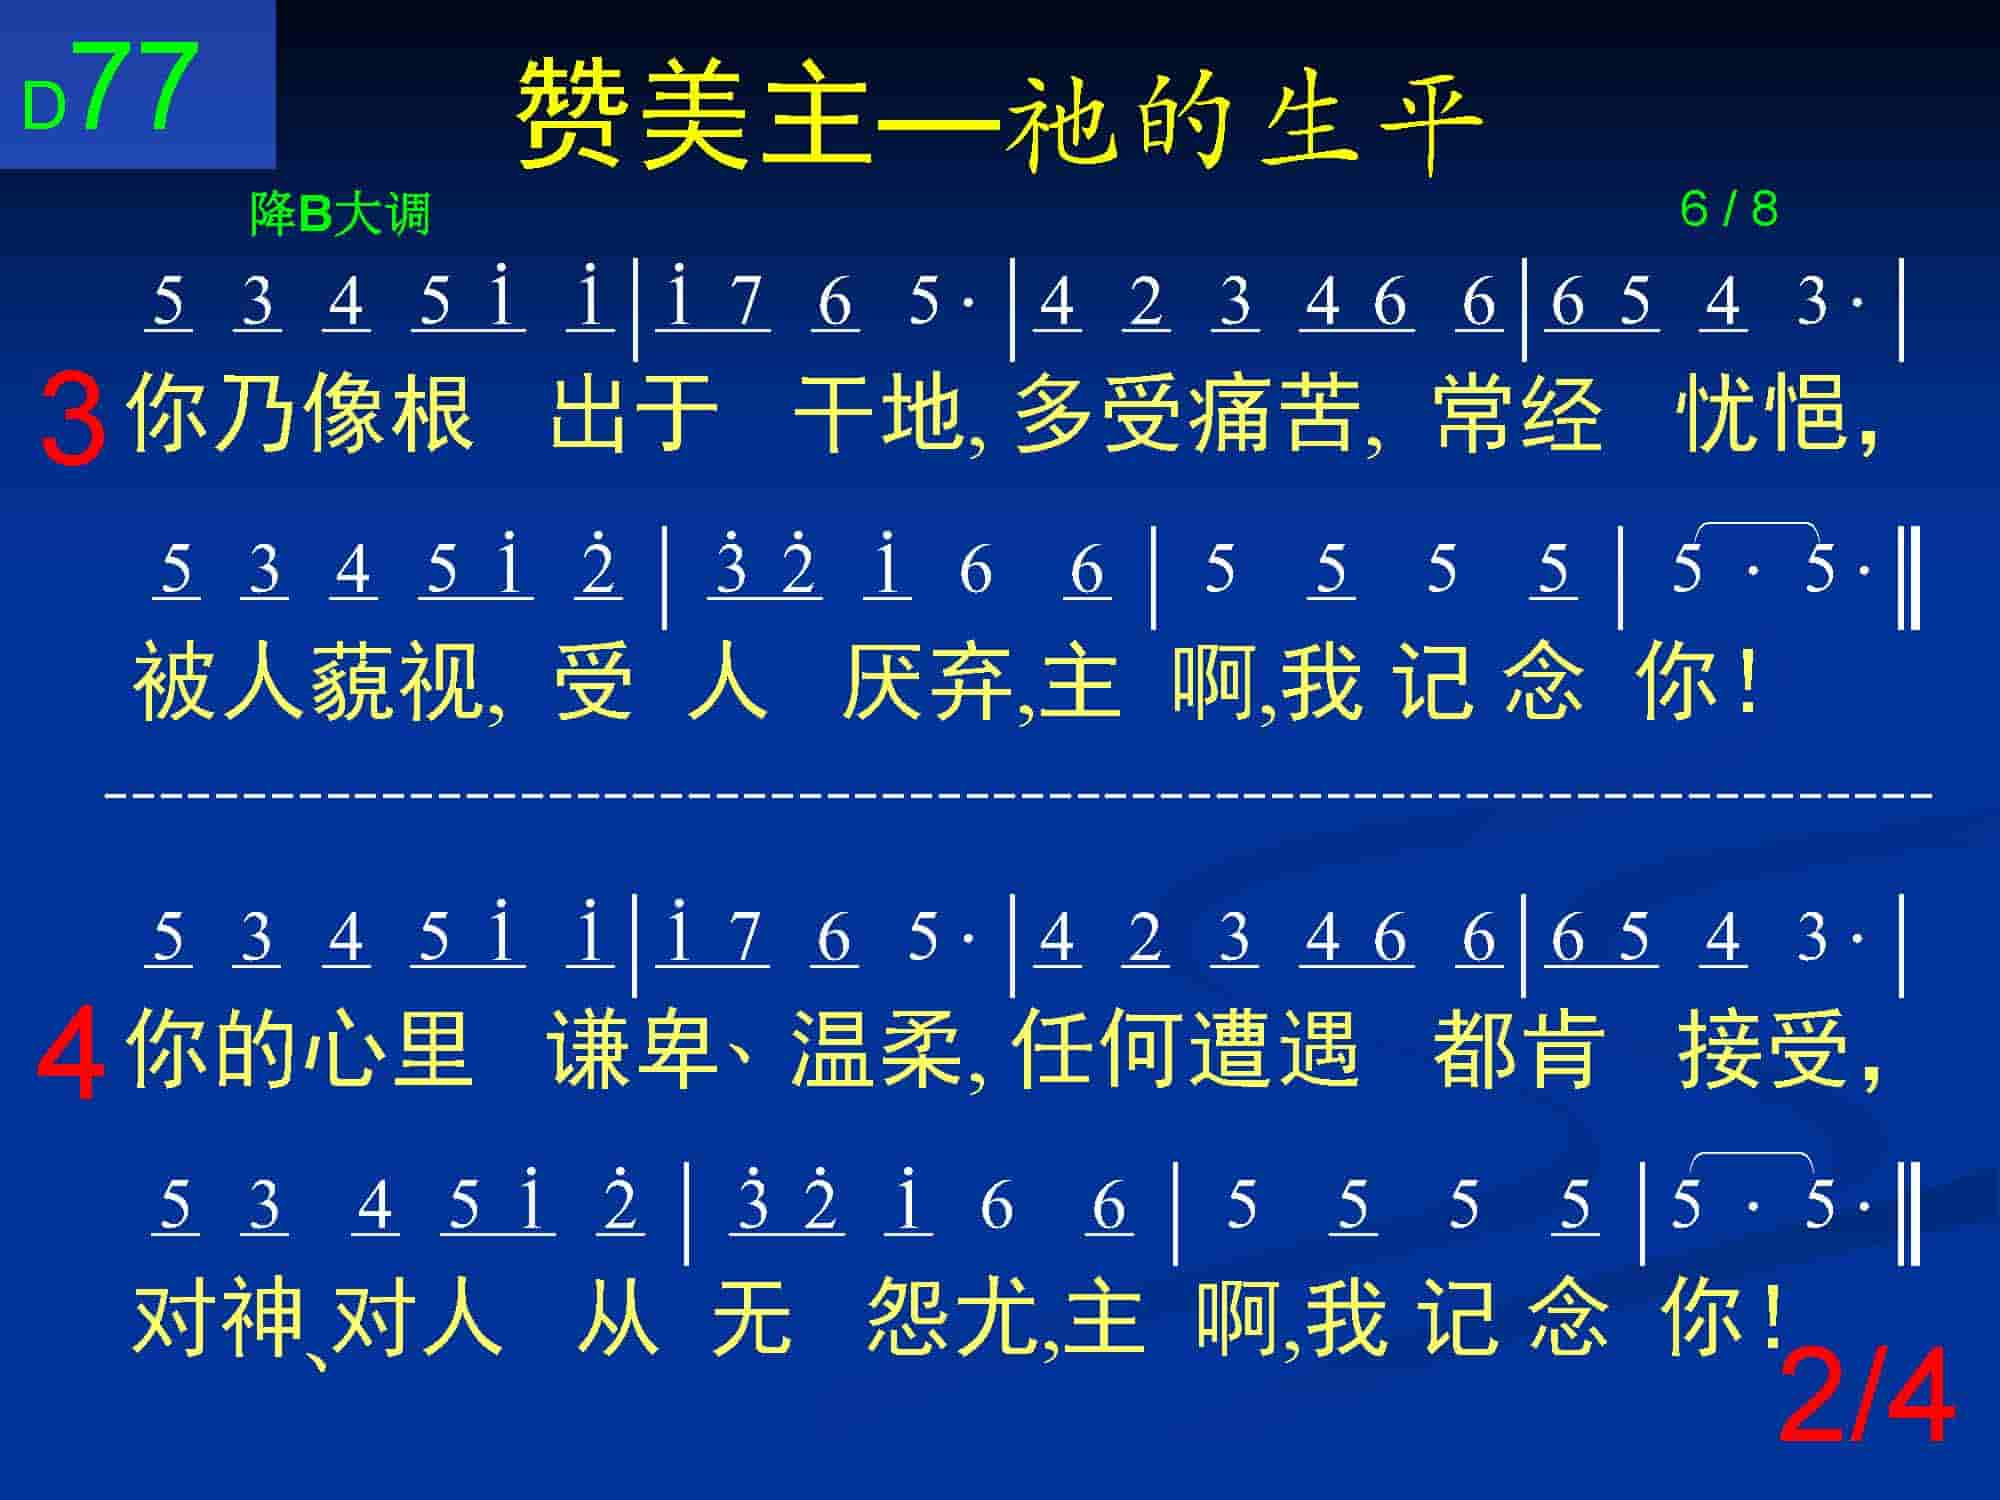 D77
赞美主—祂的生平
降B大调 6 / 8
5 3 4 5 i i | i 7 6 5· | 4 2 3 4 6 6 | 6 5 4 3· |
3 你乃像根 出于 干地, 多受痛苦, 常经 忧悒,
5 3 4 5 i 2̇ | 3̇ 2̇ i 6 6 | 5 5 5 5 | 5 · 5 · ‖
被人藐视, 受 人 厌弃,主 啊,我 记 念 你!
5 3 4 5 i i | i 7 6 5· | 4 2 3 4 6 6 | 6 5 4 3· |
4 你的心里 谦卑、温柔, 任何遭遇 都肯 接受,
5 3 4 5 i 2̇ | 3̇ 2̇ i 6 6 | 5 5 5 5 | 5 · 5 · ‖
对神、对人 从 无 怨尤,主 啊,我 记 念 你!
2/4